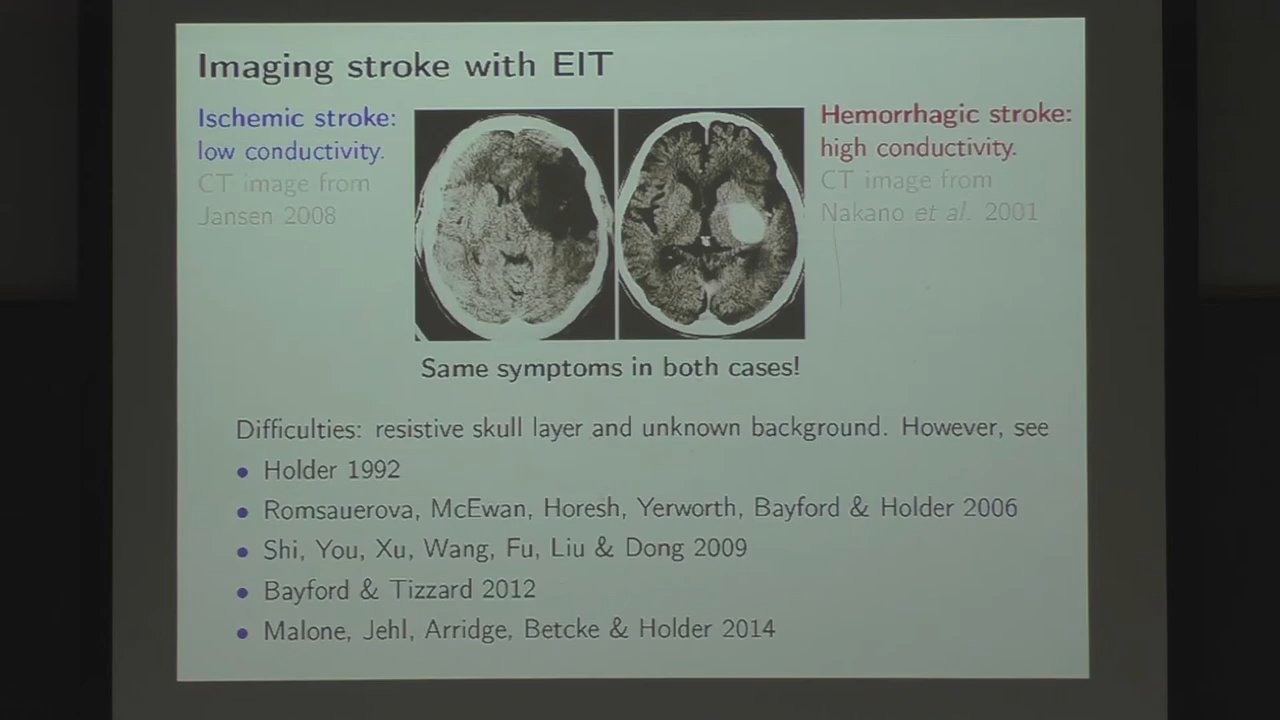 Imaging stroke with EIT
Ischemic stroke:
low conductivity.
CT image from
Jansen 2008
Hemorrhagic stroke:
high conductivity.
CT image from
Nakano et al. 2001
Same symptoms in both cases!
Difficulties: resistive skull layer and unknown background. However, see
• Holder 1992
• Romsauerova, McEwan, Horesh, Yerworth, Bayford & Holder 2006
• Shi, You, Xu, Wang, Fu, Liu & Dong 2009
• Bayford & Tizzard 2012
• Malone, Jehl, Arridge, Betcke & Holder 2014